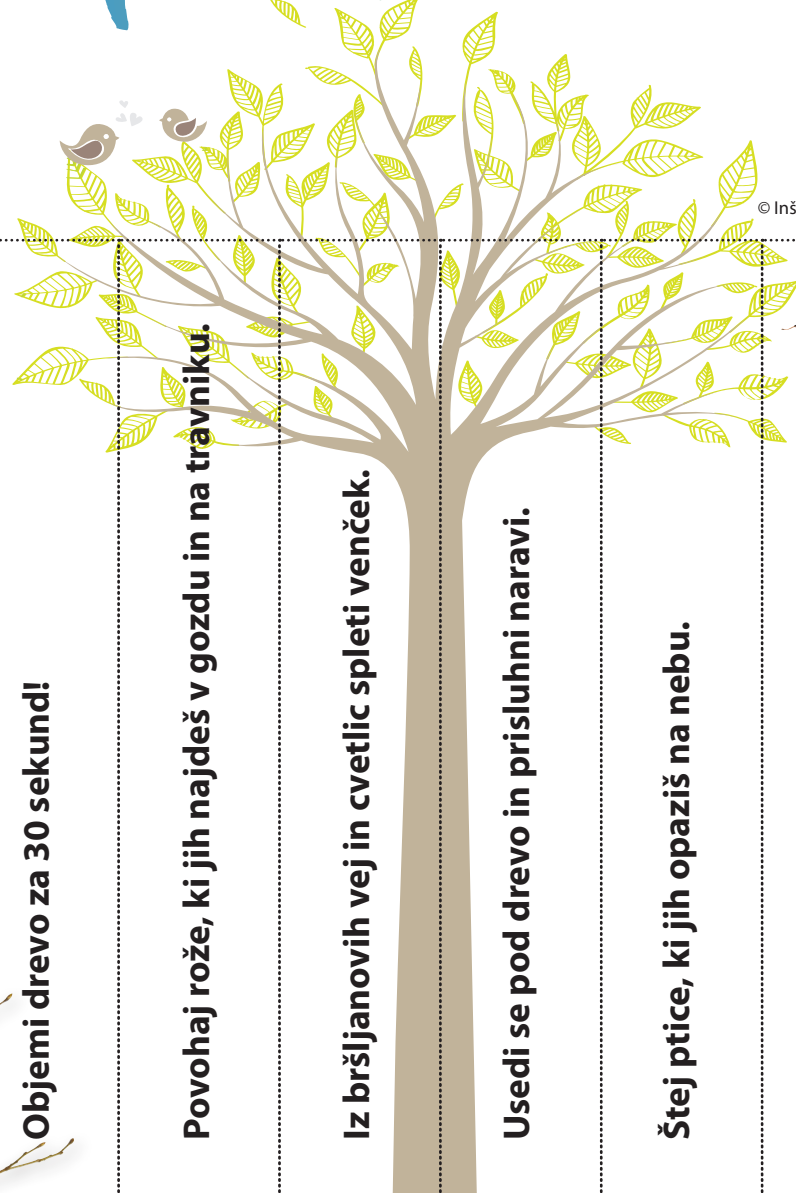 © Inš
Objemi drevo za 30 sekund!
Povohaj rože, ki jih najdeš v gozdu in na travniku.
Iz bršljanovih vej in cvetlic spleti venček.
Usedi se pod drevo in prisluhni naravi.
Štej ptice, ki jih opaziš na nebu.